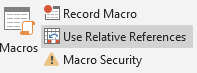 Record Macro
Macros
Use Relative References
Macro Security